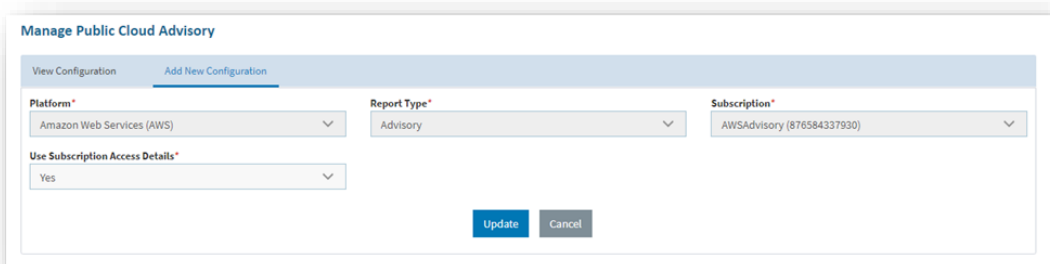 Manage Public Cloud Advisory
View Configuration Add New Configuration
Platform* Report Type* Subscription*
Amazon Web Services (AWS) Advisory AWSAdvisory (876584337930)
Use Subscription Access Details*
Yes
Update Cancel